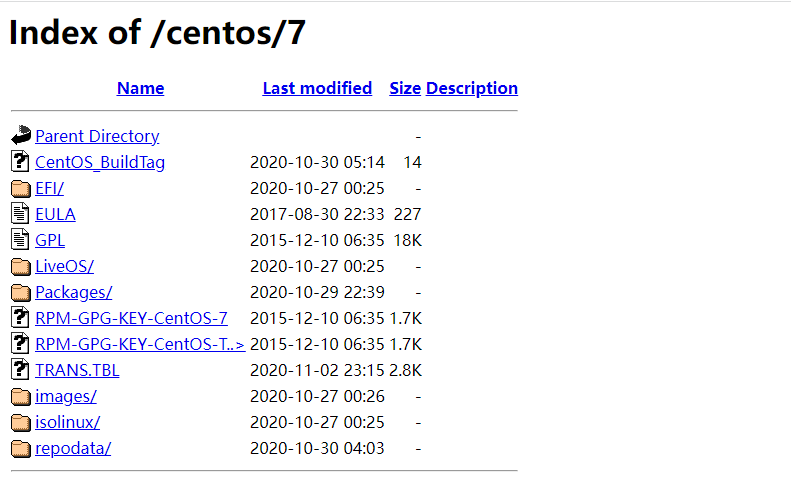 Index of /centos/7
Name Last modified Size Description
Parent Directory -
CentOS_BuildTag 2020-10-30 05:14 14
EFI/ 2020-10-27 00:25 -
EULA 2017-08-30 22:33 227
GPL 2015-12-10 06:35 18K
LiveOS/ 2020-10-27 00:25 -
Packages/ 2020-10-29 22:39 -
RPM-GPG-KEY-CentOS-7 2015-12-10 06:35 1.7K
RPM-GPG-KEY-CentOS-T..> 2015-12-10 06:35 1.7K
TRANS.TBL 2020-11-02 23:15 2.8K
images/ 2020-10-27 00:26 -
isolinux/ 2020-10-27 00:25 -
repodata/ 2020-10-30 04:03 -